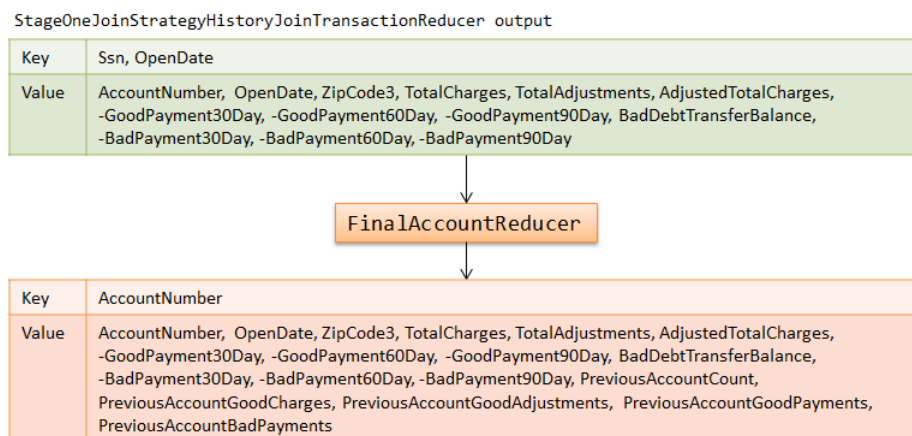 StageOneJoinStrategyHistoryJoinTransactionReducer output
Key Ssn, OpenDate
Value AccountNumber, OpenDate, ZipCode3, TotalCharges, TotalAdjustments, AdjustedTotalCharges,
-GoodPayment30Day, -GoodPayment60Day, -GoodPayment90Day, BadDebtTransferBalance,
-BadPayment30Day, -BadPayment60Day, -BadPayment90Day
FinalAccountReducer
Key AccountNumber
Value AccountNumber, OpenDate, ZipCode3, TotalCharges, TotalAdjustments, AdjustedTotalCharges,
-GoodPayment30Day, -GoodPayment60Day, -GoodPayment90Day, BadDebtTransferBalance,
-BadPayment30Day, -BadPayment60Day, -BadPayment90Day, PreviousAccountCount,
PreviousAccountGoodCharges, PreviousAccountGoodAdjustments, PreviousAccountGoodPayments,
PreviousAccountBadPayments